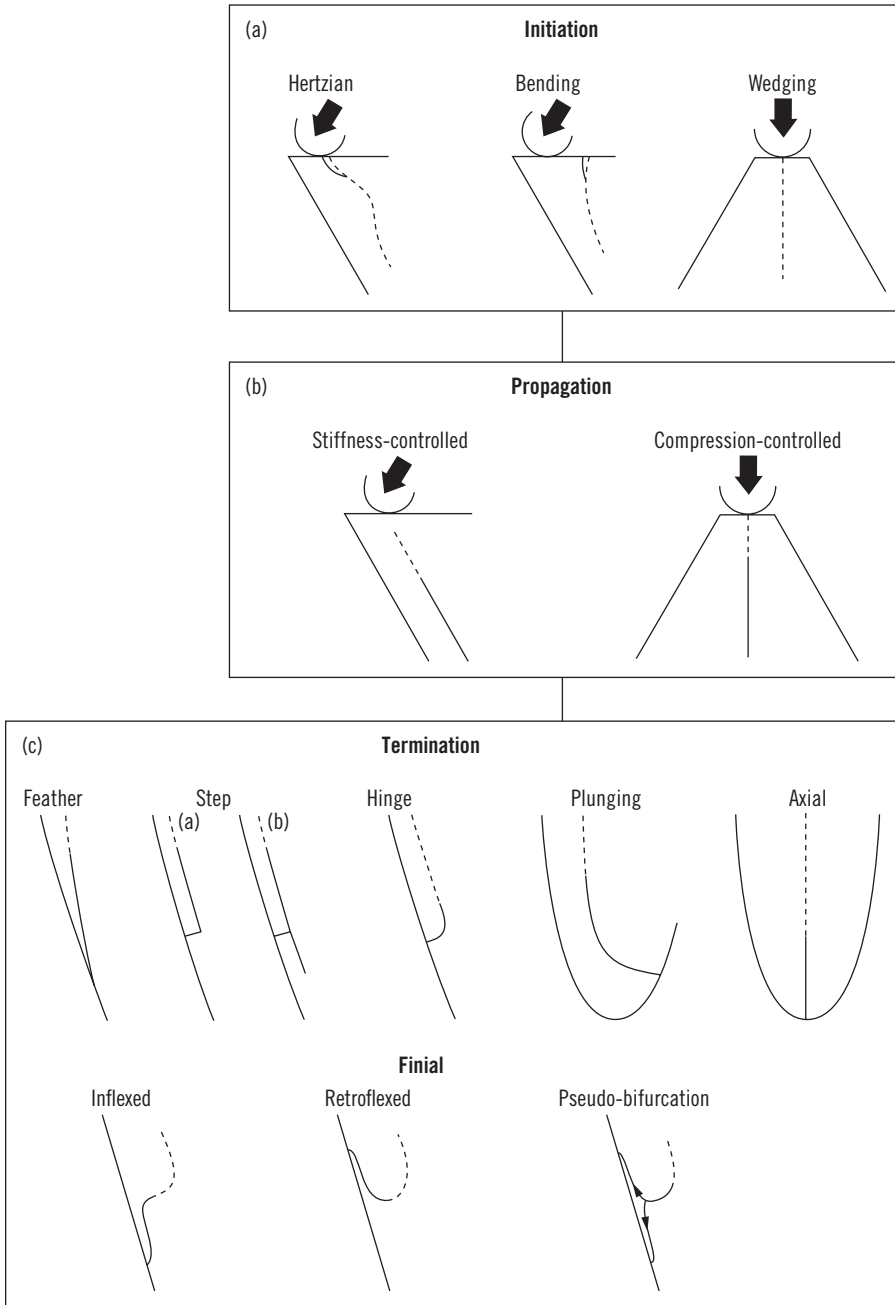 (a) Initiation
Hertzian Bending Wedging
(b) Propagation
Stiffness-controlled Compression-controlled
(c) Termination
Feather Step Hinge Plunging Axial
(a) (b)
Finial
Inflexed Retroflexed Pseudo-bifurcation